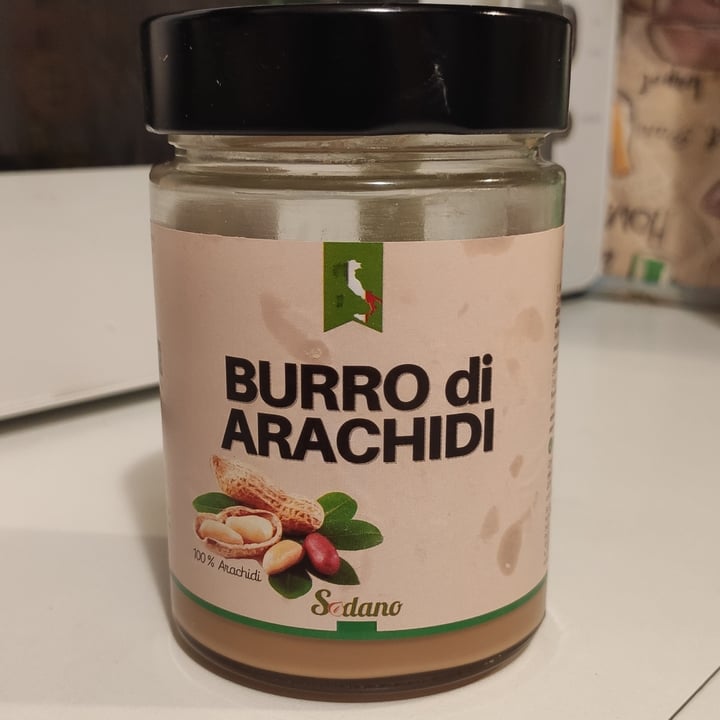 BURRO di
ARACHIDI
100% Arachidi
Sodano